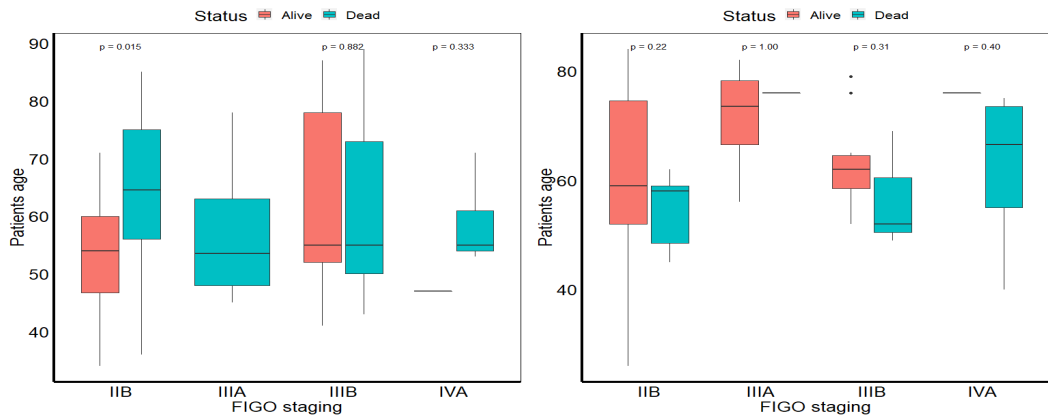 Status Alive Dead
p = 0.015 p = 0.882 p = 0.333
90
80
70
60
50
40
Patients age
IIB IIIA IIIB IVA
FIGO staging
Status Alive Dead
p = 0.22 p = 1.00 p = 0.31 p = 0.40
80
60
40
Patients age
IIB IIIA IIIB IVA
FIGO staging